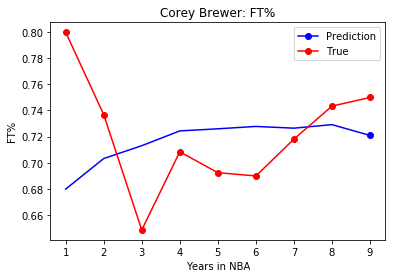 Corey Brewer: FT%
Prediction
True
FT%
0.80
0.78
0.76
0.74
0.72
0.70
0.68
0.66
1 2 3 4 5 6 7 8 9
Years in NBA